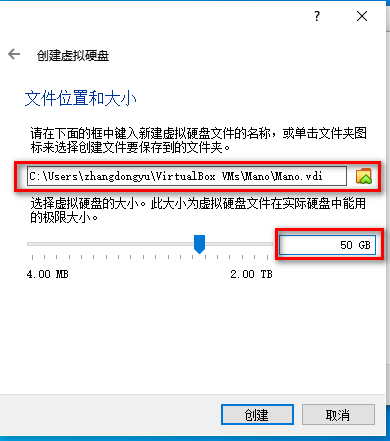 ?
创建虚拟硬盘
文件位置和大小
请在下面的框中键入新建虚拟硬盘文件的名称，或单击文件夹图
标来选择创建文件要保存到的文件夹。
C:\Users\zhangdongyu\VirtualBox VMs\Mano\Mano.vdi
选择虚拟硬盘的大小。此大小为虚拟硬盘文件在实际硬盘中能用
的极限大小。
50 GB
4.00 MB 2.00 TB
创建 取消